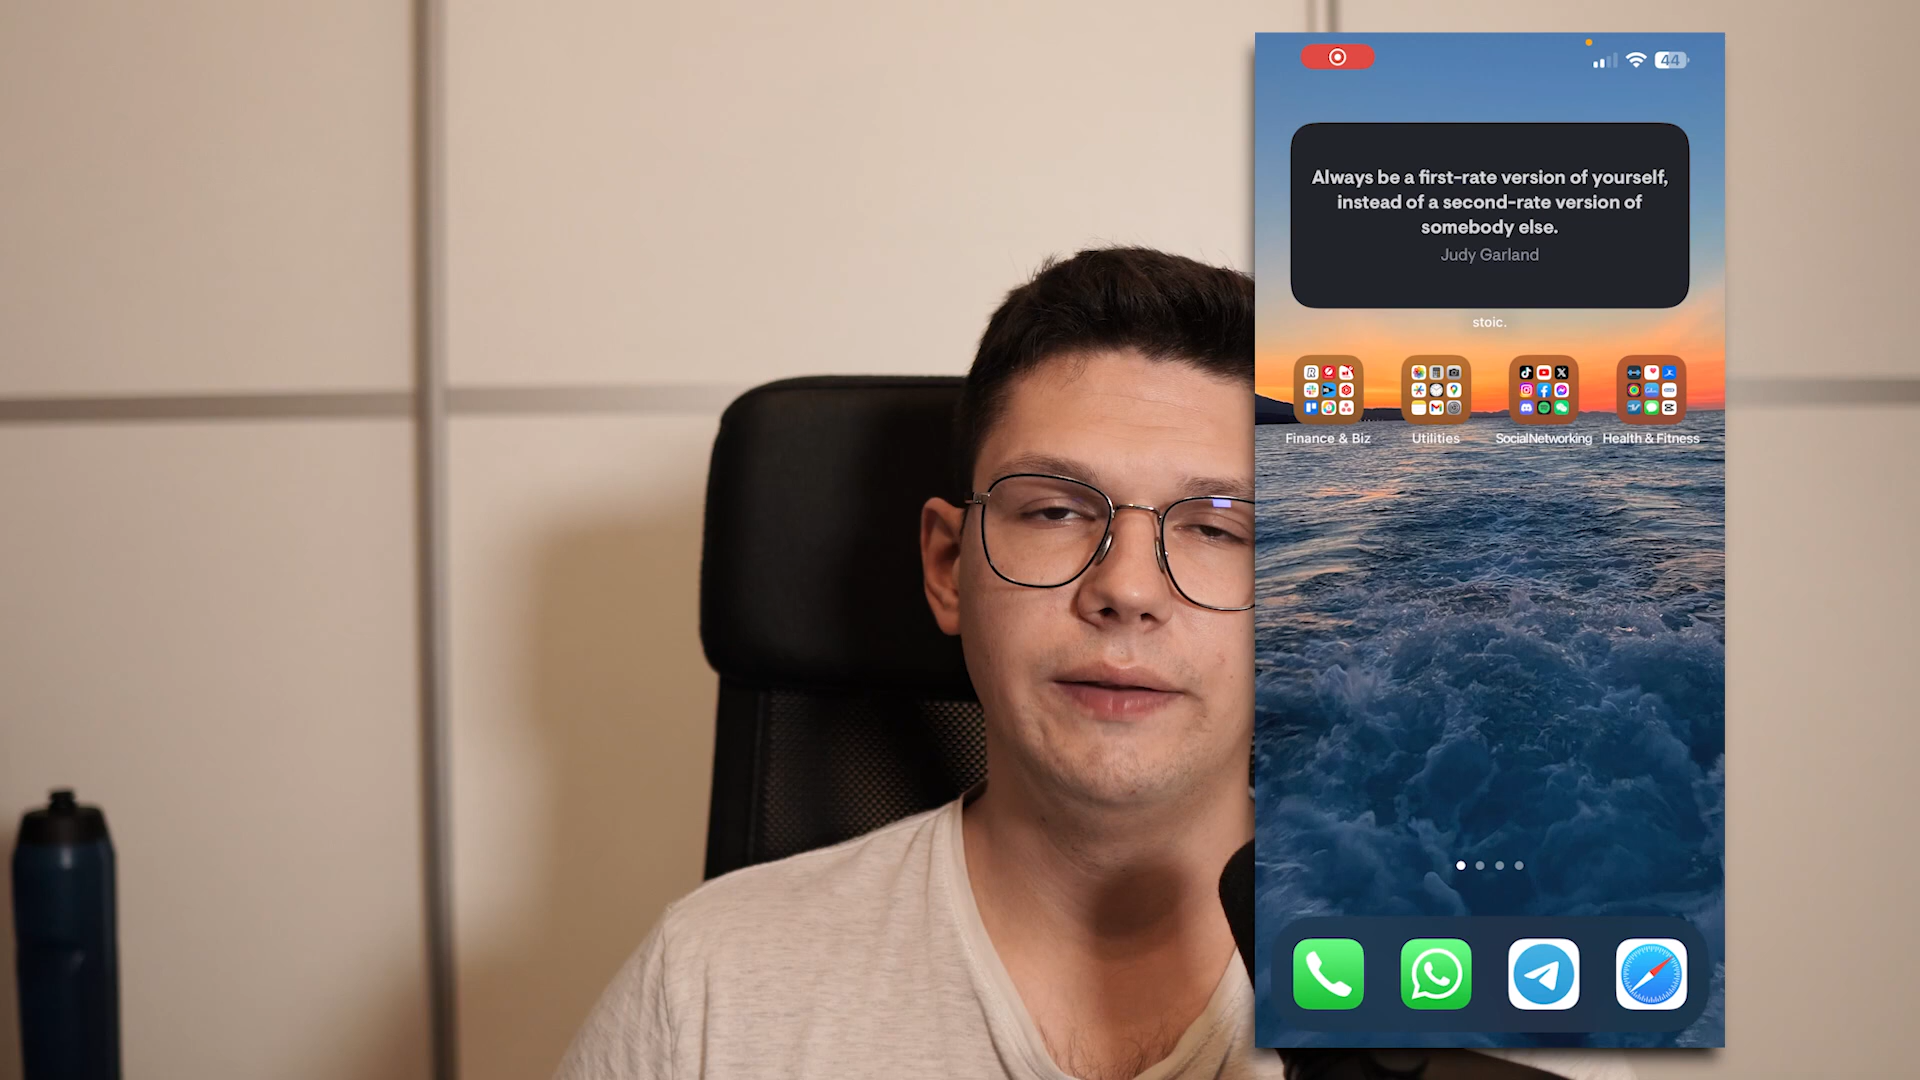 44
Always be a first-rate version of yourself,
instead of a second-rate version of
somebody else.
Judy Garland
stoic.
Finance & Biz
Utilities
SocialNetworking
Health & Fitness